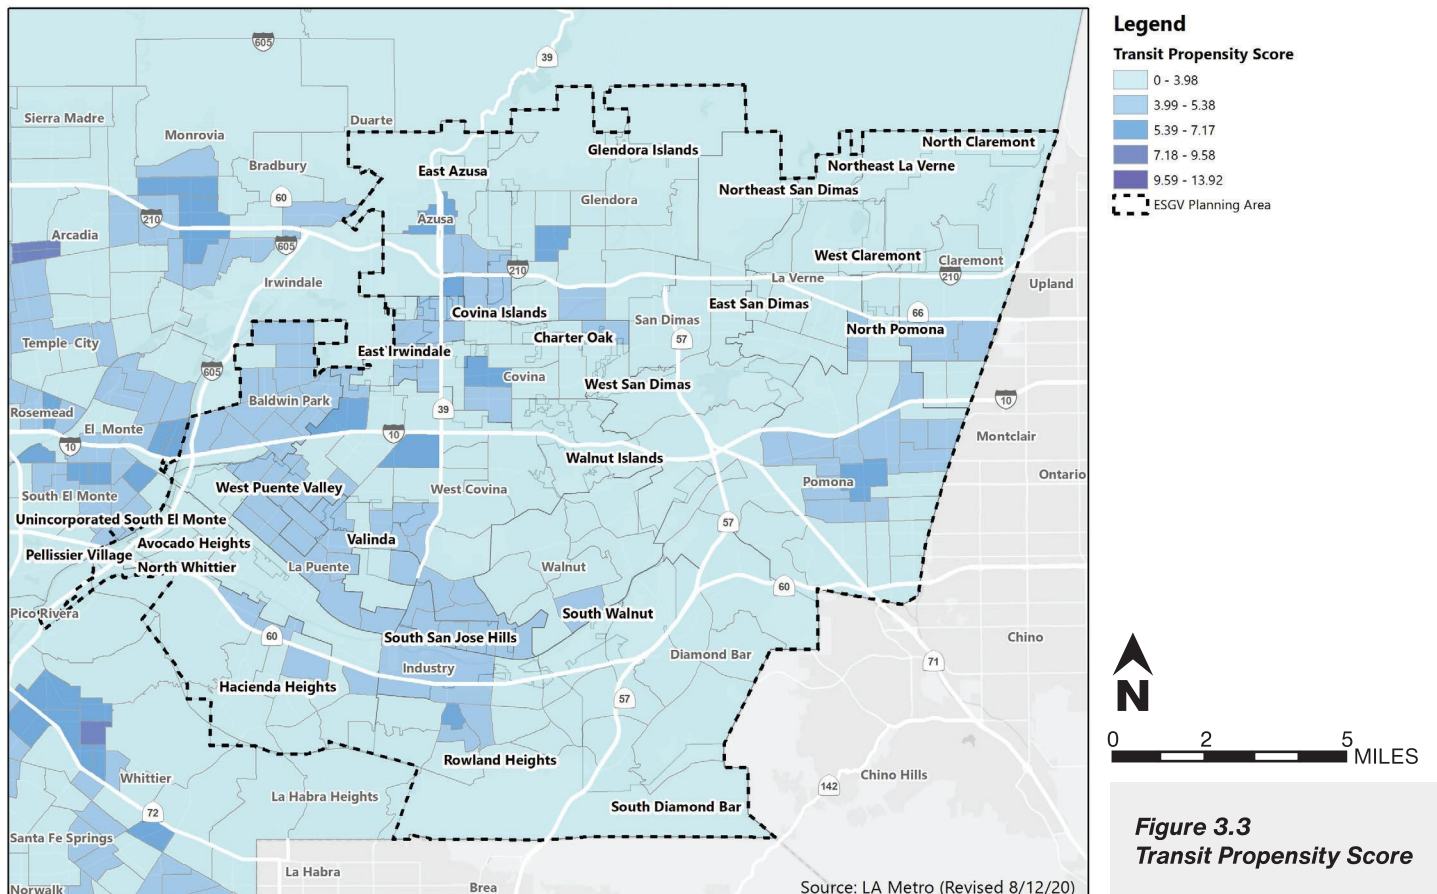 605
39
Sierra Madre
Duarte
Monrovia
North Claremont
Glendora Islands
Bradbury
Northeast La Verne
East Azusa
Northeast San Dimas
60
Glendora
210
Azusa
Arcadia
605
West Claremont
Claremont
210
210
La Verne
Irwindale
Upland
East San Dimas
Covina Islands
66
San Dimas
North Pomona
Charter Oak
57
Temple City
East Irwindale
605
Covina
West San Dimas
Baldwin Park
10
39
Rosemead
El Monte
10
10
Montclair
Walnut Islands
Ontario
Pomona
West Puente Valley
West Covina
South El Monte
Unincorporated South El Monte
57
Valinda
Avocado Heights
Pellissier Village
North Whittier
La Puente
Walnut
60
Pico Rivera
South Walnut
60
South San Jose Hills
Chino
Diamond Bar
71
Industry
Hacienda Heights
57
Rowland Heights
Chino Hills
Whittier
142
La Habra Heights
South Diamond Bar
72
Santa Fe Springs
La Habra
Brea
Norwalk
Source: LA Metro (Revised 8/12/20)
Legend
Transit Propensity Score
0 - 3.98
3.99 - 5.38
5.39 - 7.17
7.18 - 9.58
9.59 - 13.92
ESGV Planning Area
N
0 2 5
MILES
Figure 3.3
Transit Propensity Score